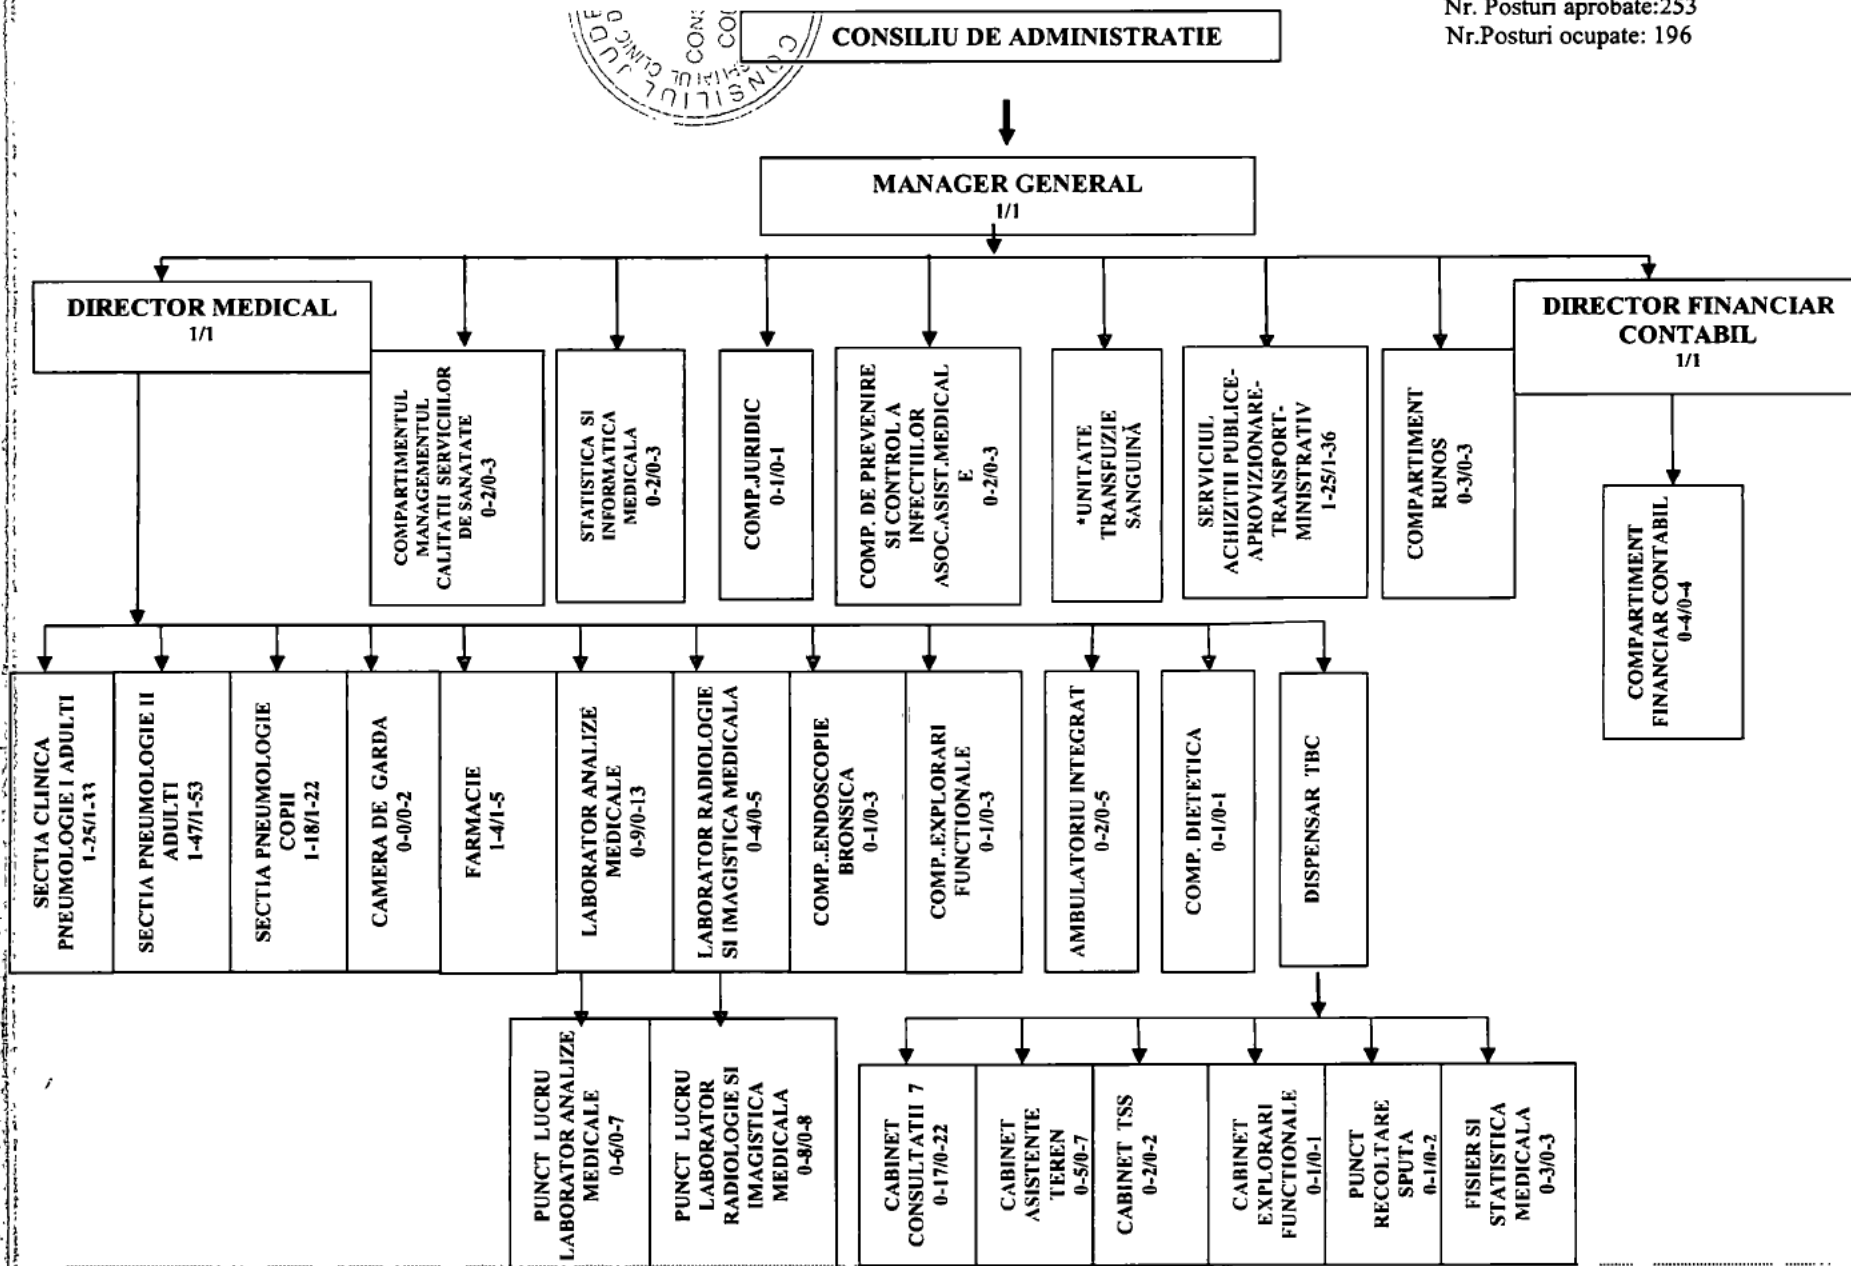 Nr. Posturi aprobate:253
Nr.Posturi ocupate: 196
CONSILIU DE ADMINISTRATIE
MANAGER GENERAL
1/1
DIRECTOR MEDICAL
1/1
COMPARTIMENTUL
MANAGEMENTUL
CALITATII SERVICIILOR
DE SANATATE
0-2/0-3
STATISTICA SI
INFORMATICA
MEDICALA
0-2/0-3
COMP.JURIDIC
0-1/0-1
COMP. DE PREVENIRE
SI CONTROL A
INFECTIILOR
ASOC.ASIST.MEDICAL
E
0-2/0-3
*UNITATE
TRANSFUZIE
SANGUINĂ
SERVICIUL
ACHIZITII PUBLICE-
APROVIZIONARE-
TRANSPORT-
MINISTRATIV
1-25/1-36
COMPARTIMENT
RUNOS
0-3/0-3
DIRECTOR FINANCIAR
CONTABIL
1/1
COMPARTIMENT
FINANCIAR CONTABIL
0-4/0-4
SECTIA CLINICA
PNEUMOLOGIE I ADULTI
1-25/1-33
SECTIA PNEUMOLOGIE II
ADULTI
1-47/1-53
SECTIA PNEUMOLOGIE
COPII
1-18/1-22
CAMERA DE GARDA
0-0/0-2
FARMACIE
1-4/1-5
LABORATOR ANALIZE
MEDICALE
0-9/0-13
LABORATOR RADIOLOGIE
SI IMAGISTICA MEDICALA
0-4/0-5
COMP..ENDOSCOPIE
BRONSICA
0-1/0-3
COMP..EXPLORARI
FUNCTIONALE
0-1/0-3
AMBULATORIU INTEGRAT
0-2/0-5
COMP. DIETETICA
0-1/0-1
DISPENSAR TBC
PUNCT LUCRU
LABORATOR ANALIZE
MEDICALE
0-6/0-7
PUNCT LUCRU
LABORATOR
RADIOLOGIE SI
IMAGISTICA
MEDICALA
0-8/0-8
CABINET
CONSULTATII 7
0-17/0-22
CABINET
ASISTENTE
TEREN
0-5/0-7
CABINET TSS
0-2/0-2
CABINET
EXPLORARI
FUNCTIONALE
0-1/0-1
PUNCT
RECOLTARE
SPUTA
0-1/0-2
FISIER SI
STATISTICA
MEDICALA
0-3/0-3
CONSILIUL JUDE